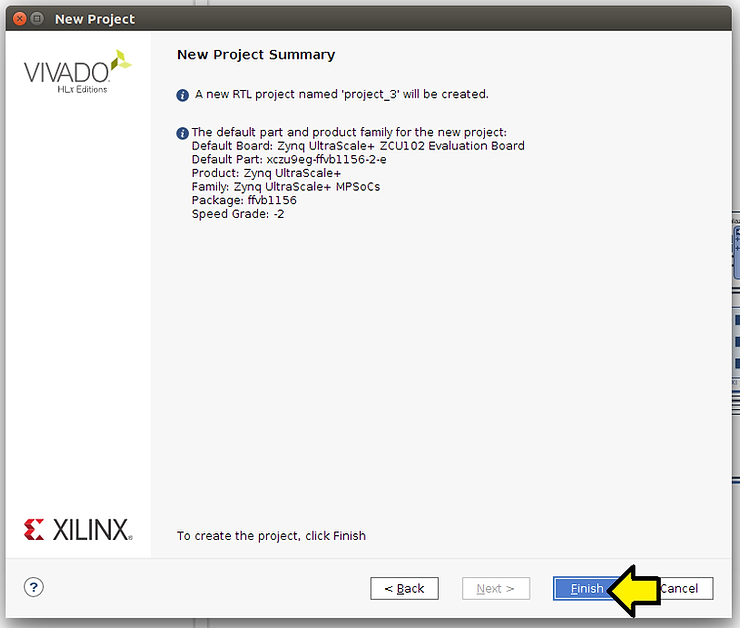 New Project
VIVADO
HLx Editions
New Project Summary
A new RTL project named 'project_3' will be created.
The default part and product family for the new project:
Default Board: Zynq UltraScale+ ZCU102 Evaluation Board
Default Part: xczu9eg-ffvb1156-2-e
Product: Zynq UltraScale+
Family: Zynq UltraScale+ MPSoCs
Package: ffvb1156
Speed Grade: -2
XILINX
To create the project, click Finish
?
< Back
Next >
Finish
Cancel